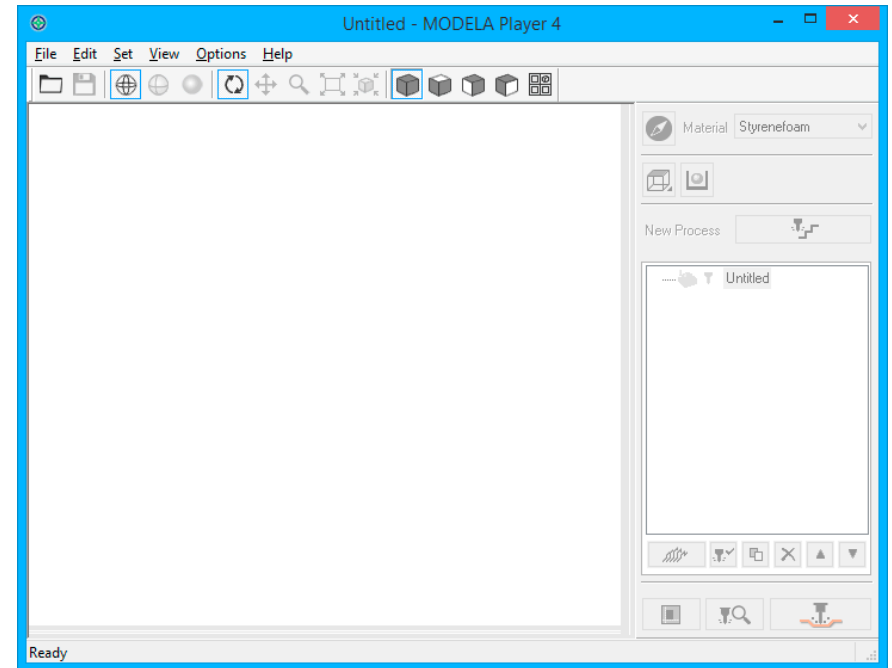 Untitled - MODELA Player 4
File Edit Set View Options Help
Material Styrenefoam
New Process
Untitled
Ready